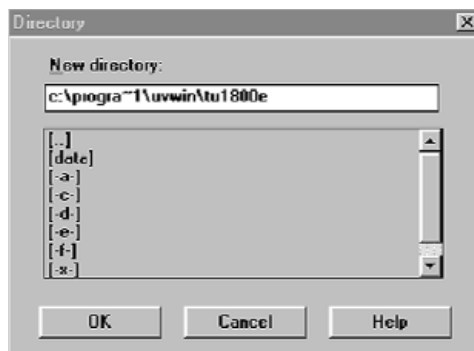 Directory
New directory:
c:\progra~1\uvwin\tu1800e
[..]
[data]
[-a-]
[-c-]
[-d-]
[-e-]
[-f-]
[-x-]
OK Cancel Help